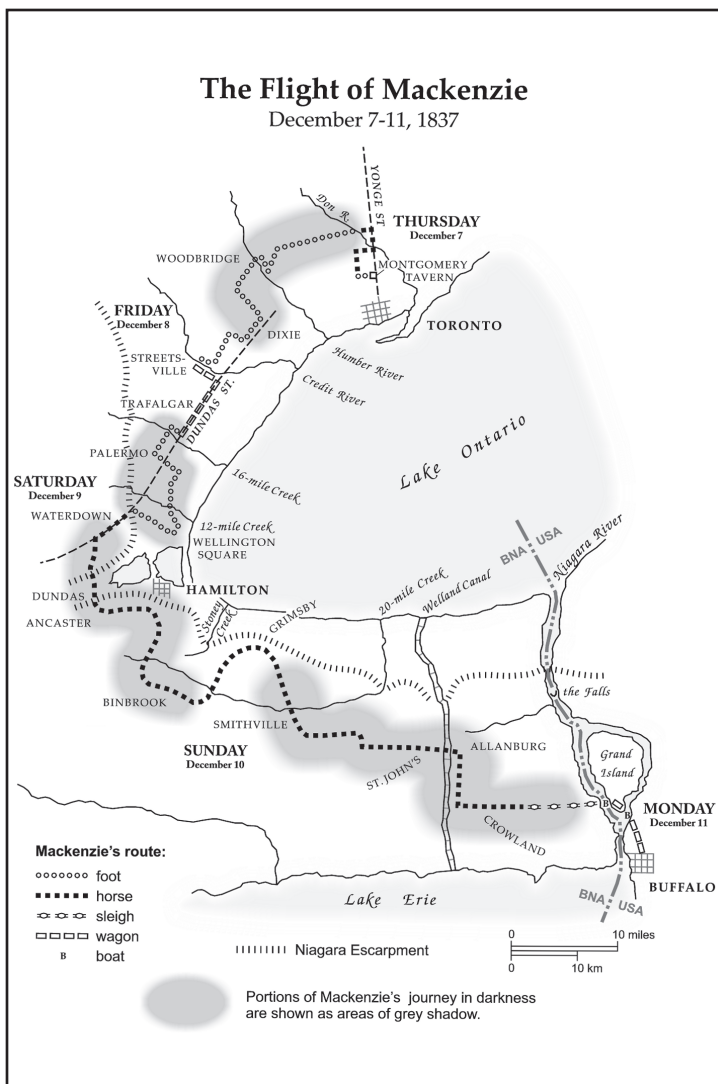 The Flight of Mackenzie
December 7-11, 1837
YONGE ST
Don R.
THURSDAY
December 7
WOODBRIDGE
MONTGOMERY
TAVERN
FRIDAY
December 8
DIXIE
TORONTO
STREETS-
VILLE
Humber River
Credit River
TRAFALGAR
DUNDAS ST.
Lake Ontario
PALERMO
SATURDAY
December 9
16-mile Creek
WATERDOWN
12-mile Creek
WELLINGTON
SQUARE
BNA USA
Niagara River
DUNDAS
HAMILTON
ANCASTER
Stoney
Creek
GRIMSBY
20-mile Creek
Welland Canal
the Falls
BINBROOK
SMITHVILLE
SUNDAY
December 10
ST. JOHN'S
ALLANBURG
Grand
Island
B
B
MONDAY
December 11
CROWLAND
BUFFALO
Lake Erie
BNA USA
Mackenzie's route:
foot
horse
sleigh
wagon
B boat
Niagara Escarpment
0 10 miles
0 10 km
Portions of Mackenzie's journey in darkness
are shown as areas of grey shadow.